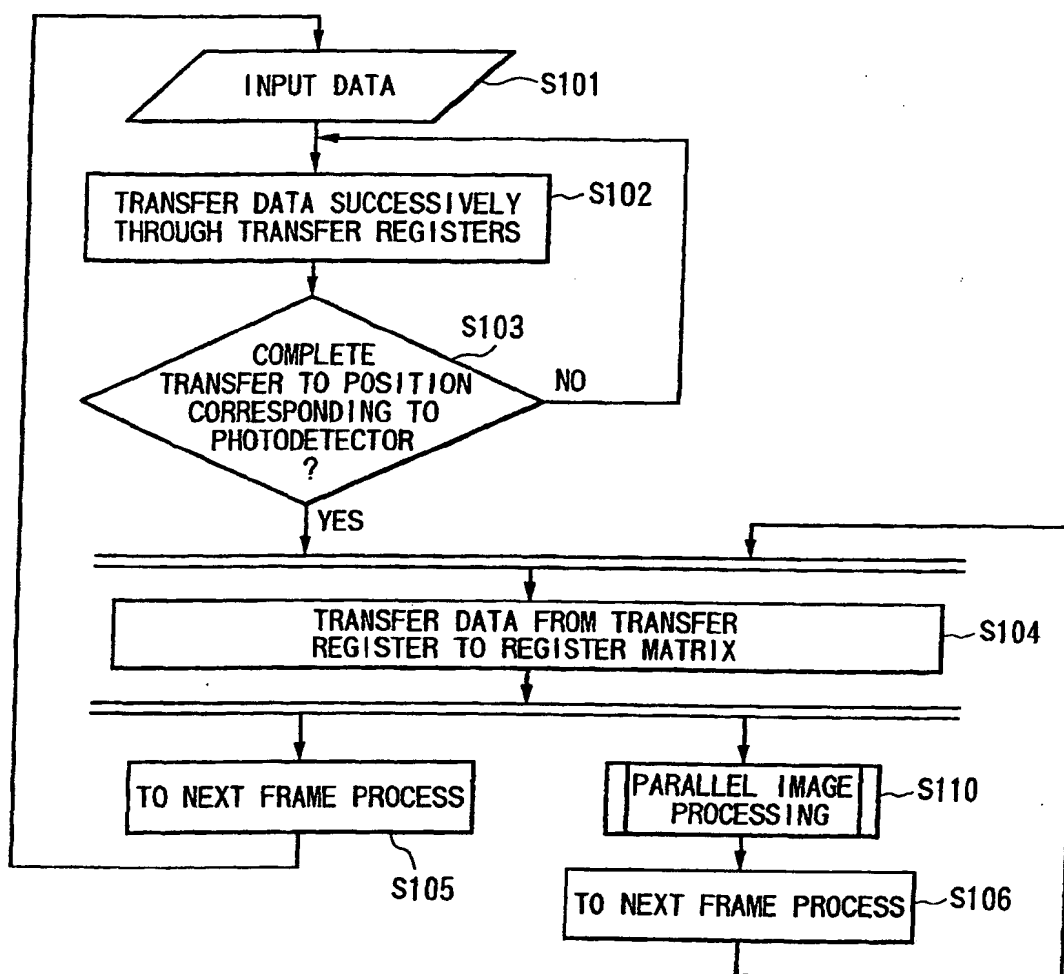 INPUT DATA
S101
TRANSFER DATA SUCCESSIVELY
THROUGH TRANSFER REGISTERS
S102
S103
COMPLETE
TRANSFER TO POSITION
CORRESPONDING TO
PHOTODETECTOR
?
NO
YES
TRANSFER DATA FROM TRANSFER
REGISTER TO REGISTER MATRIX
S104
TO NEXT FRAME PROCESS
S105
PARALLEL IMAGE
PROCESSING
S110
TO NEXT FRAME PROCESS
S106